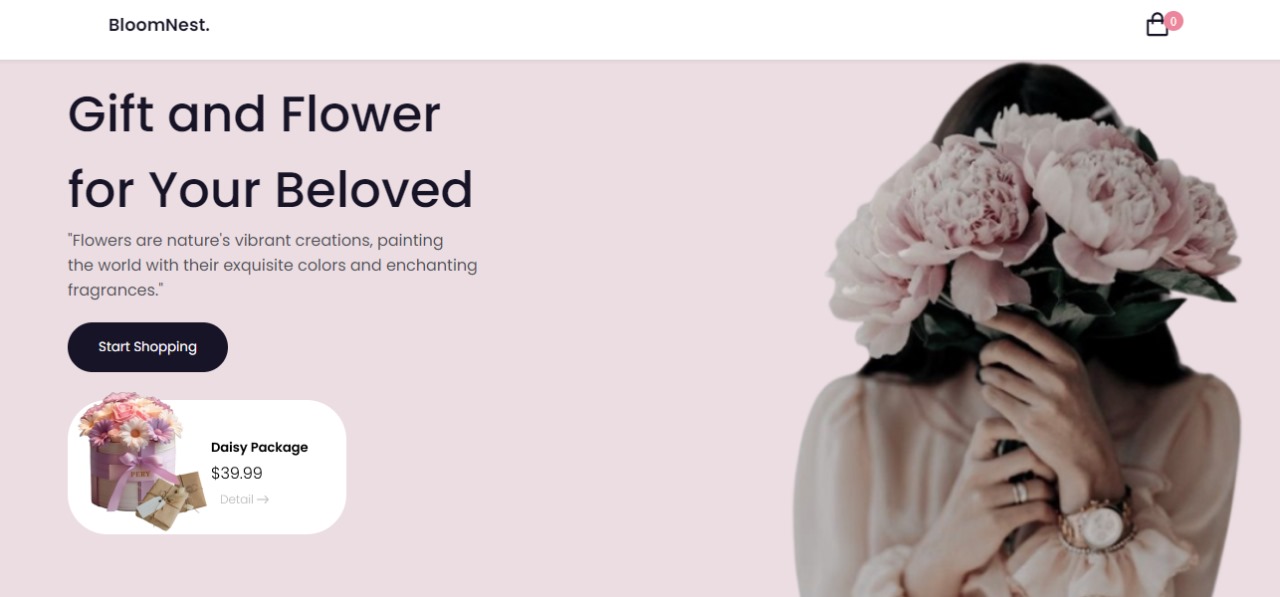 BloomNest.
0
Gift and Flower
for Your Beloved
"Flowers are nature's vibrant creations, painting
the world with their exquisite colors and enchanting
fragrances."
Start Shopping
Daisy Package
$39.99
Detail →